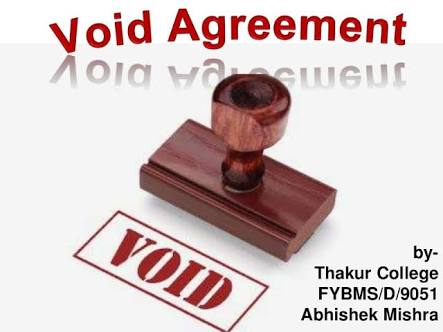 Void Agreement
VOID
by-
Thakur College
FYBMS/D/9051
Abhishek Mishra